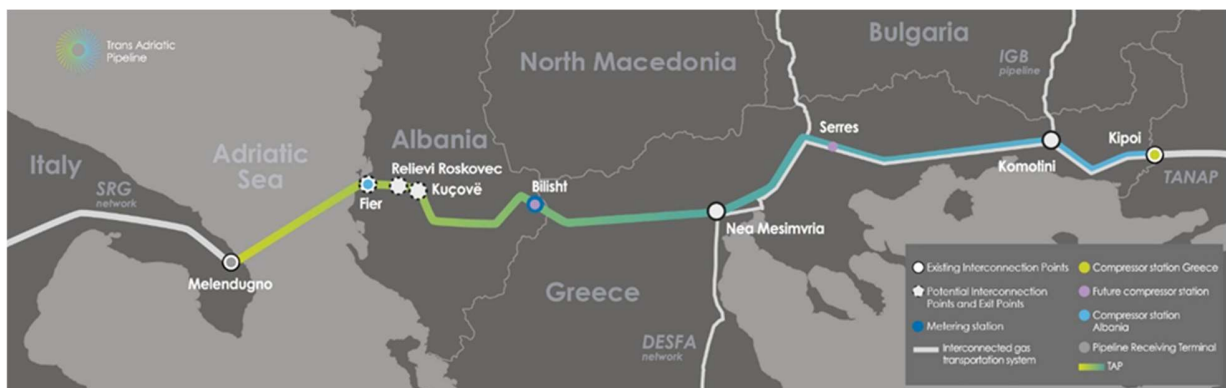 Trans Adriatic
Pipeline
North Macedonia
Bulgaria
IGB
pipeline
Serres
Kipoi
Komotini
TANAP
Albania
Relievi Roskovec
Kuçovë
Bilisht
Fier
Adriatic
Sea
Italy
SRG
network
Melendugno
Nea Mesimvria
Greece
DESFA
network
Existing Interconnection Points
Potential Interconnection
Points and Exit Points
Metering station
Interconnected gas
transportation system
Compressor station Greece
Future compressor station
Compressor station
Albania
Pipeline Receiving Terminal
TAP